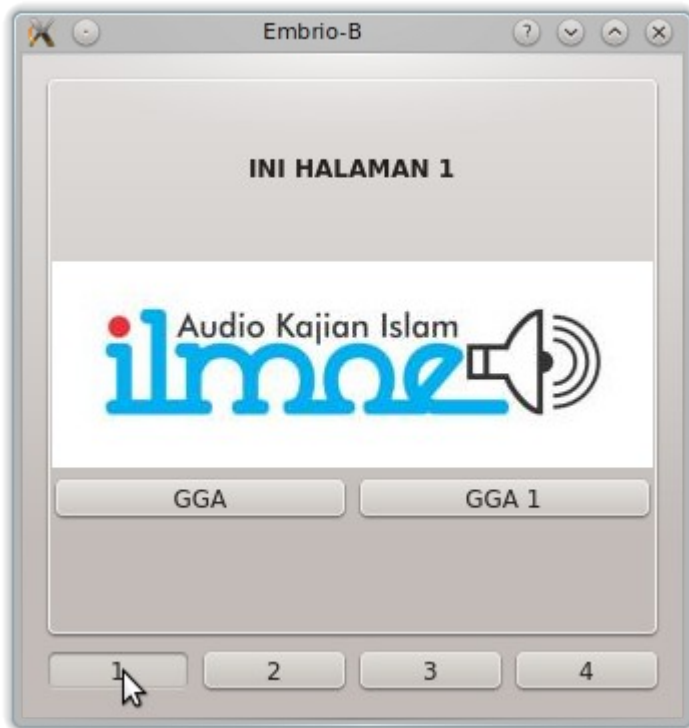 Embrio-B
INI HALAMAN 1
Audio Kajian Islam
ilmoe
GGA
GGA 1
1
2
3
4